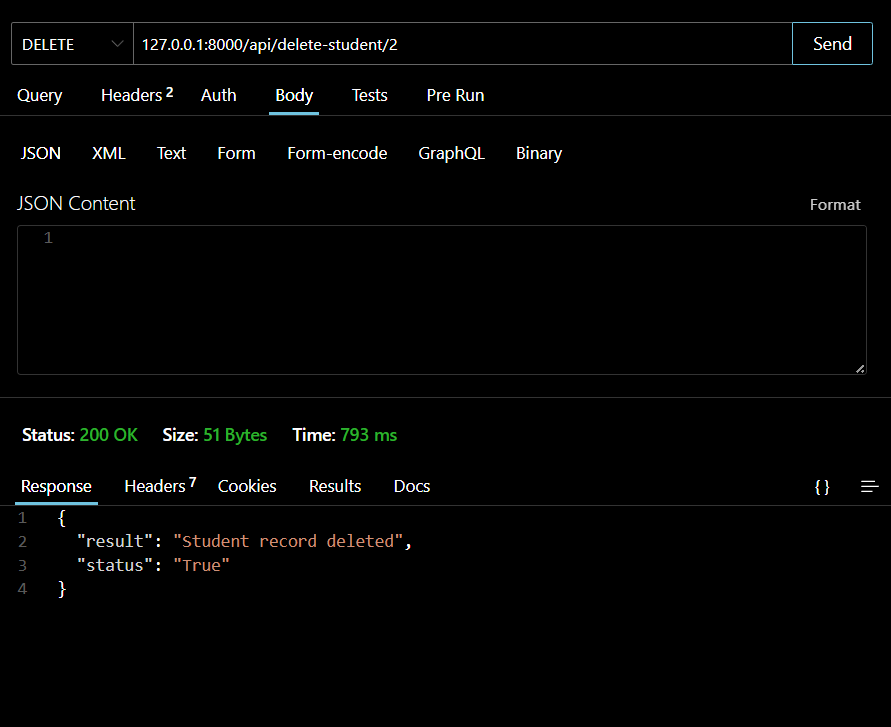 DELETE 127.0.0.1:8000/api/delete-student/2 Send
Query Headers 2 Auth Body Tests Pre Run
JSON XML Text Form Form-encode GraphQL Binary
JSON Content Format
1
Status: 200 OK Size: 51 Bytes Time: 793 ms
Response Headers 7 Cookies Results Docs {}
1 {
2 "result": "Student record deleted",
3 "status": "True"
4 }